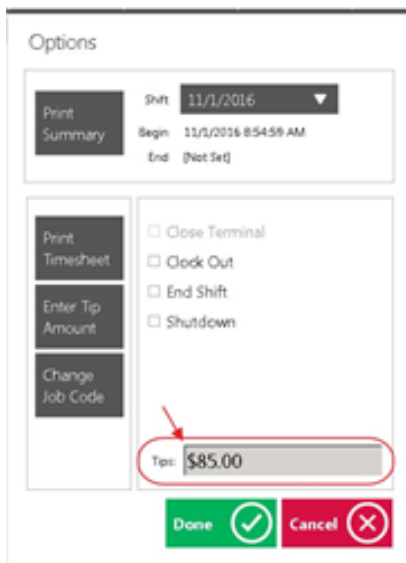 Options
Print
Summary
Shift 11/1/2016
Begin 11/1/2016 8:54:59 AM
End [Not Set]
Print
Timesheet
Enter Tip
Amount
Change
Job Code
Close Terminal
Clock Out
End Shift
Shutdown
Tips: $85.00
Done
Cancel